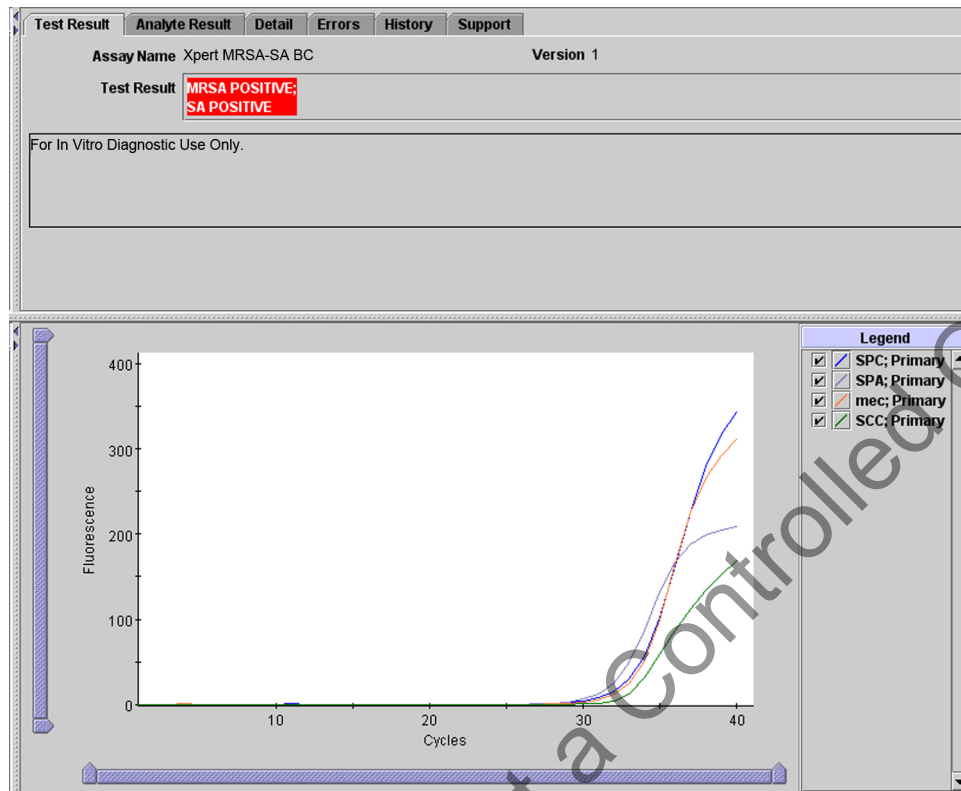 Test Result Analyte Result Detail Errors History Support
Assay Name Xpert MRSA-SA BC Version 1
Test Result MRSA POSITIVE;
SA POSITIVE
For In Vitro Diagnostic Use Only.
Legend
SPC; Primary
SPA; Primary
mec; Primary
SCC; Primary
400
300
200
100
0
Fluorescence
10 20 30 40
Cycles
t a Controlled